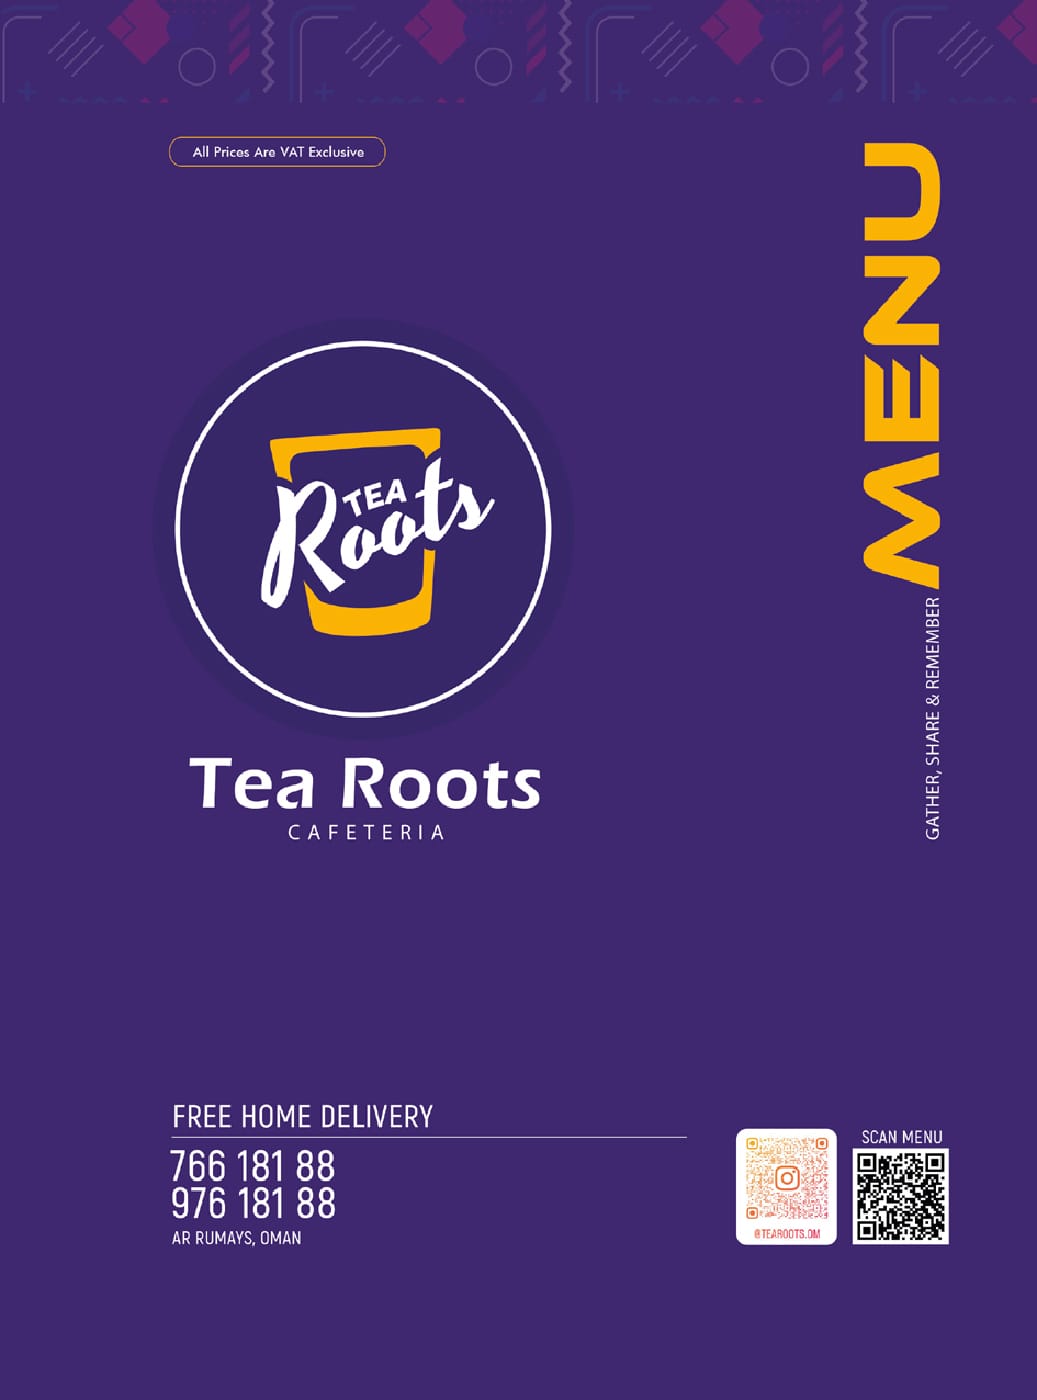 All Prices Are VAT Exclusive
MENU
GATHER, SHARE & REMEMBER
TEA
Roots
Tea Roots
CAFETERIA
FREE HOME DELIVERY
766 181 88
976 181 88
AR RUMAYS, OMAN
@TEAROOTS.OM
SCAN MENU